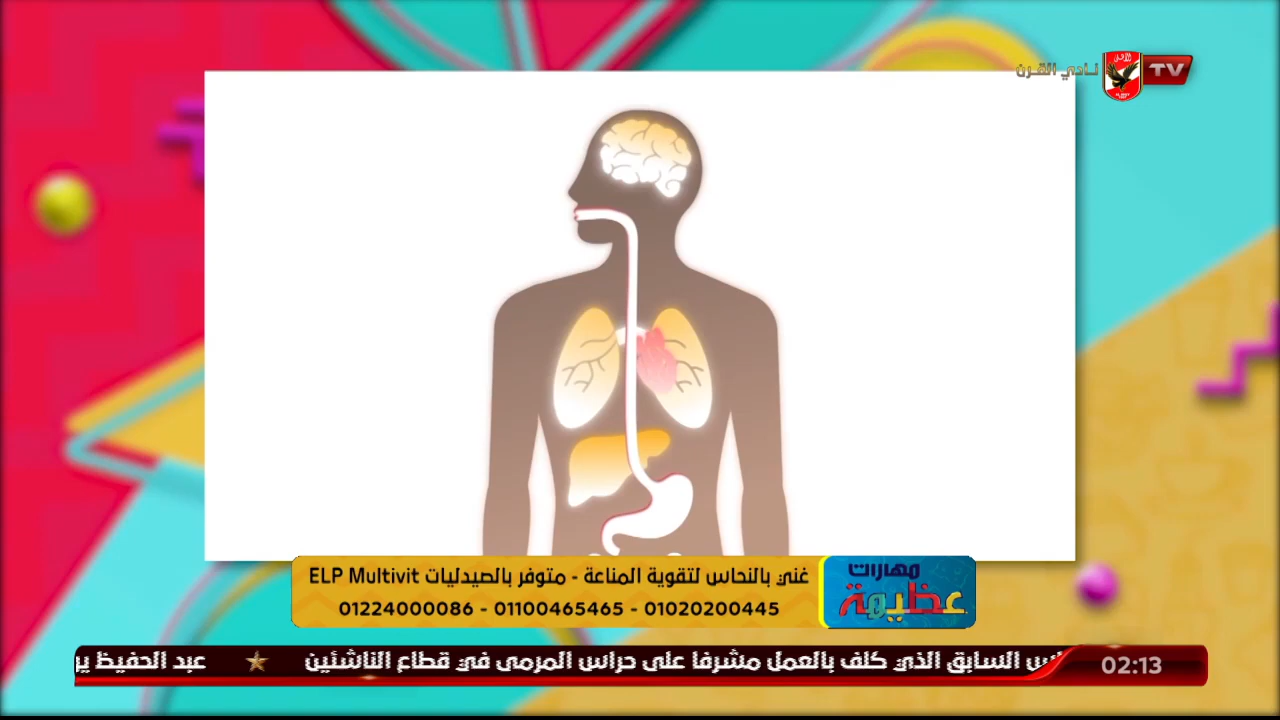 نادي القرن
TV
مهارات
عظيمة
غني بالنحاس لتقوية المناعة - متوفر بالصيدليات ELP Multivit
01224000086 - 01100465465 - 01020200445
السابق الذي كلف بالعمل مشرفا على حراس المرمى في قطاع الناشئين ★ عبد الحفيظ
02:13